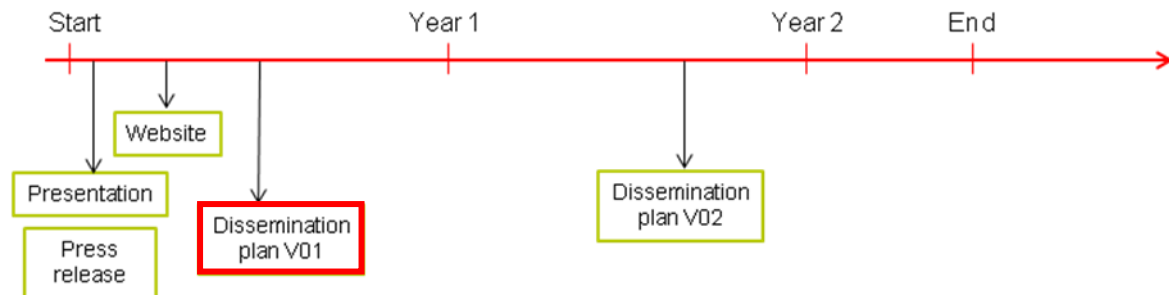 Start
Year 1
Year 2
End
Website
Presentation
Dissemination
plan V01
Dissemination
plan V02
Press
release